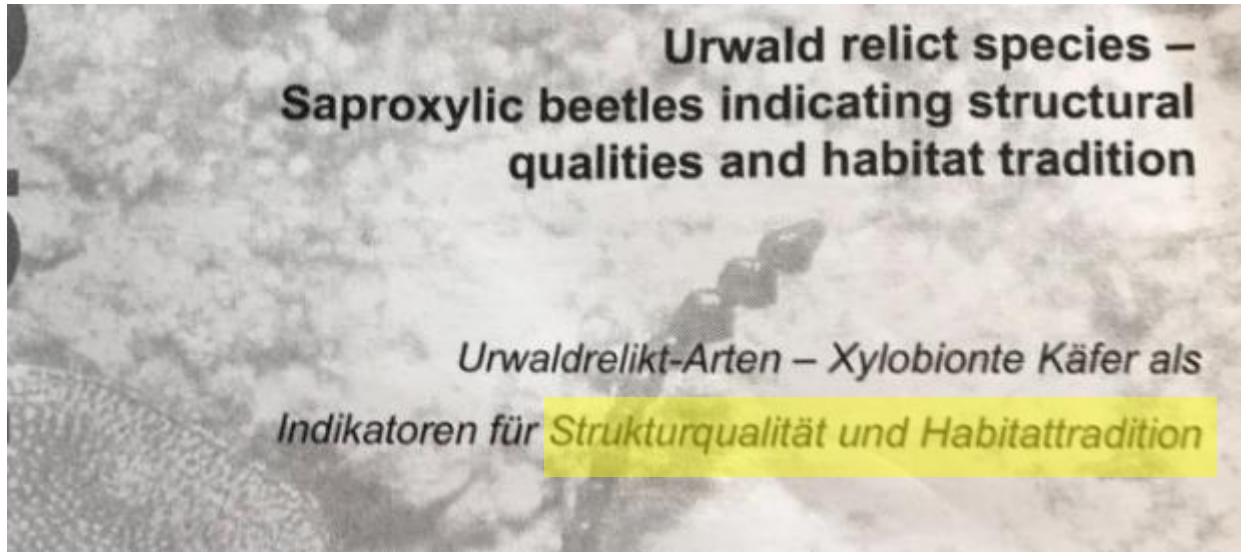 Urwald relict species –
Saproxylic beetles indicating structural
qualities and habitat tradition
Urwaldrelikt-Arten – Xylobionte Käfer als
Indikatoren für Strukturqualität und Habitattradition